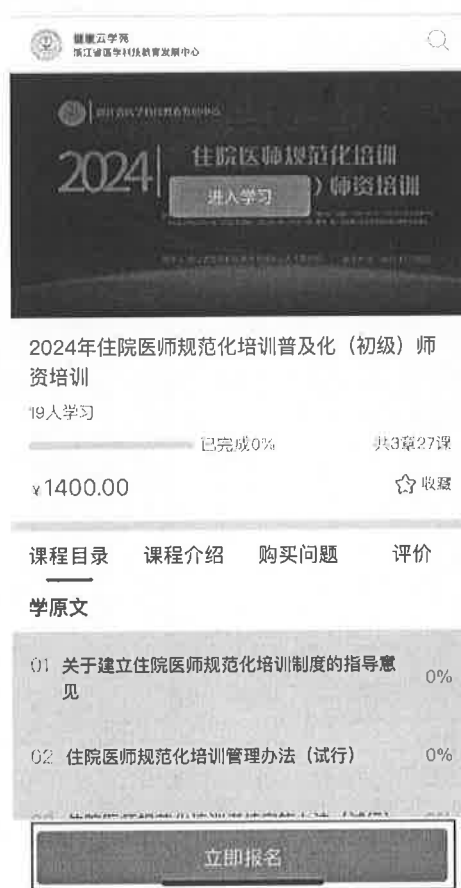 健康云学苑
浙江省医学科技教育发展中心
2024
住院医师规范化培训
进入学习
）师资培训
2024年住院医师规范化培训普及化（初级）师
资培训
19人学习
已完成0%
共3章27课
¥1400.00
收藏
课程目录
课程介绍
购买问题
评价
学原文
01 关于建立住院医师规范化培训制度的指导意
见
0%
02 住院医师规范化培训管理办法（试行）
0%
立即报名